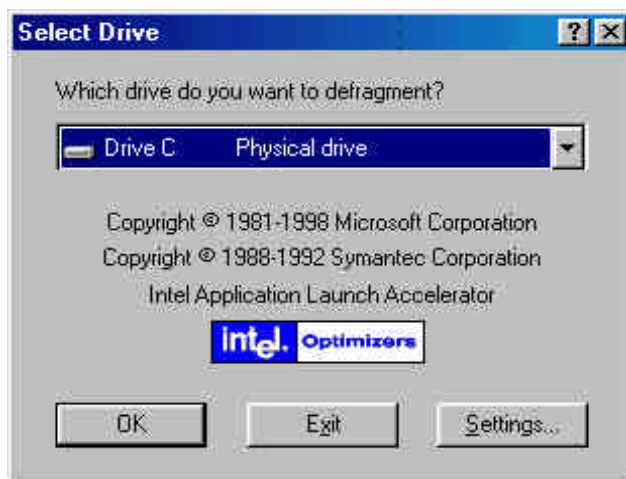 Select Drive
Which drive do you want to defragment?
Drive C Physical drive
Copyright © 1981-1998 Microsoft Corporation
Copyright © 1988-1992 Symantec Corporation
Intel Application Launch Accelerator
intel. Optimizers
OK Exit Settings...